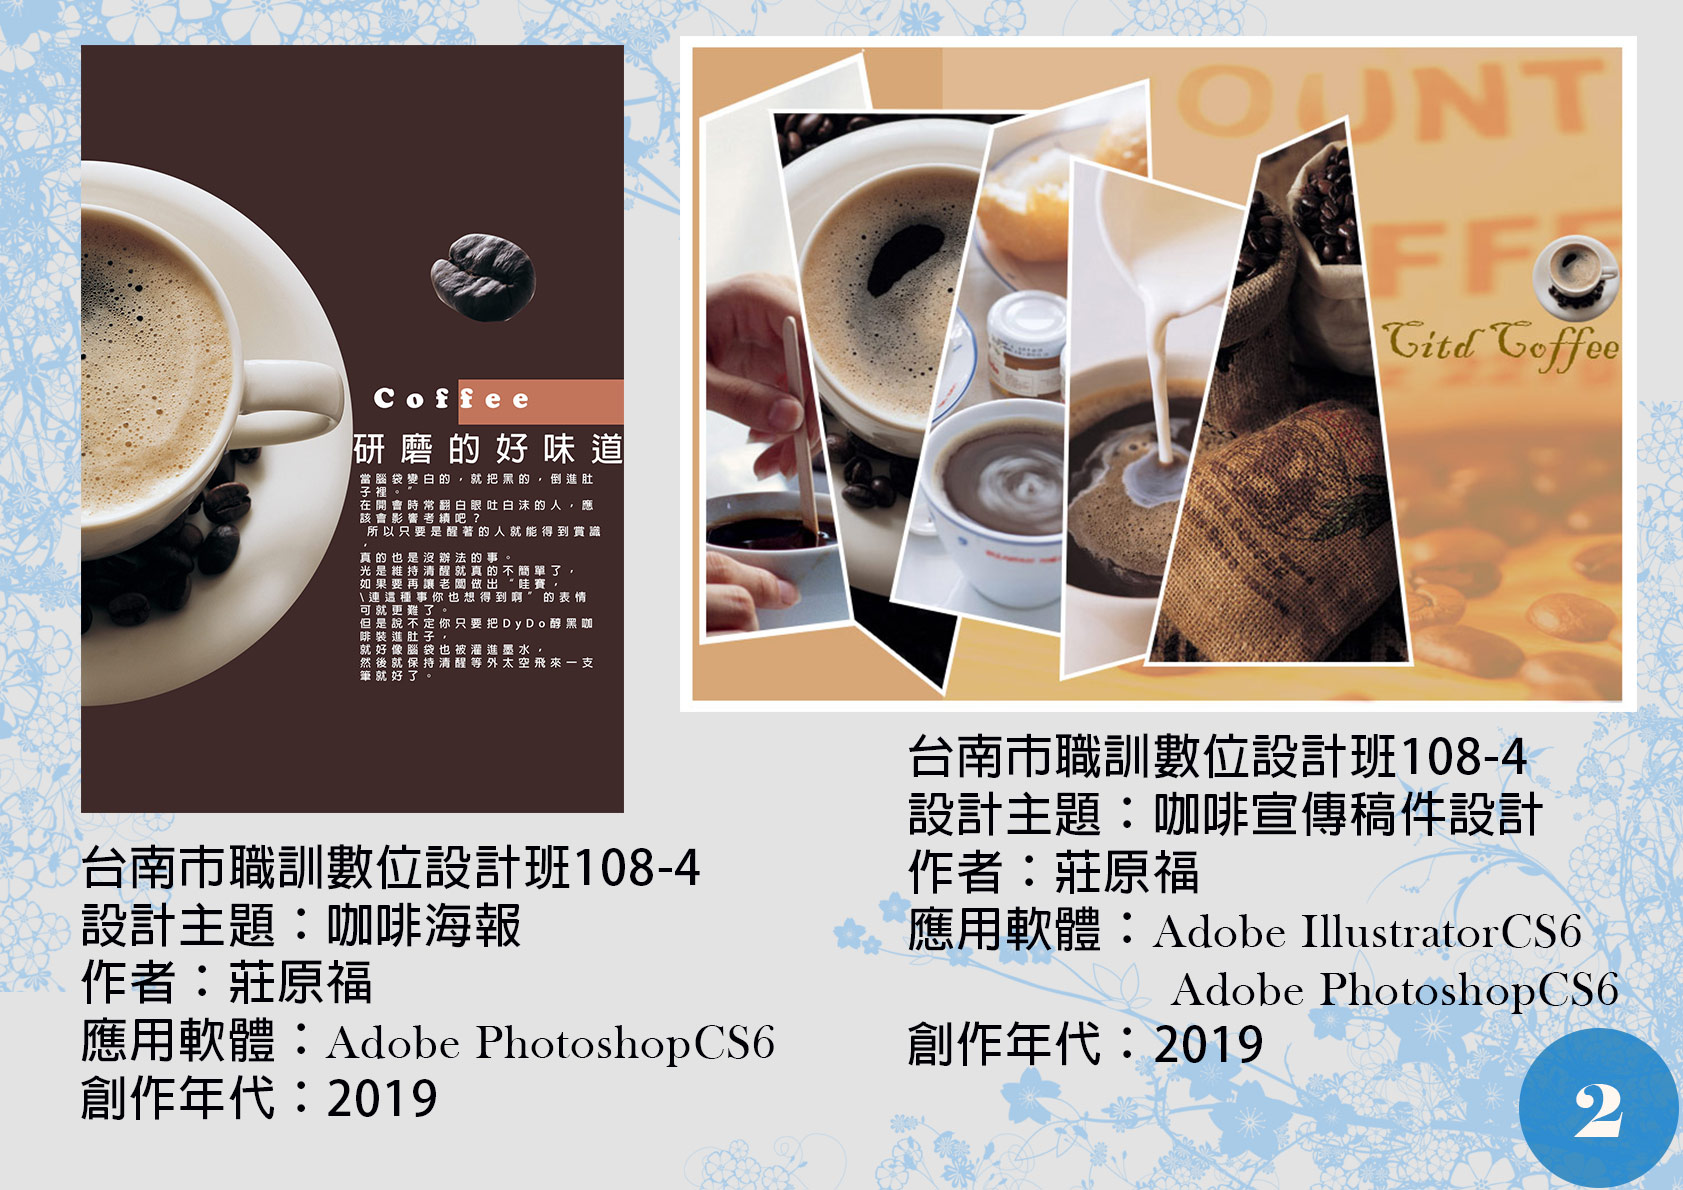 Coffee
研磨的好味道
當腦袋變白的，就把黑的，倒進肚
子裡。"
在開會時常翻白眼吐白沫的人，應
該會影響考績吧？
所以只要是醒著的人就能得到賞識
，
真的也是沒辦法的事。
光是維持清醒就真的不簡單了，
如果要再讓老闆做出"哇賽，
\連這種事你也想得到啊"的表情
可就更難了。
但是說不定你只要把DyDo醇黑咖
啡裝進肚子，
就好像腦袋也被灌進墨水，
然後就保持清醒等外太空飛來一支
筆就好了。
台南市職訓數位設計班108-4
設計主題：咖啡海報
作者：莊原福
應用軟體：Adobe PhotoshopCS6
創作年代：2019
OUNT
FF
Citd Coffee
台南市職訓數位設計班108-4
設計主題：咖啡宣傳稿件設計
作者：莊原福
應用軟體：Adobe IllustratorCS6
Adobe PhotoshopCS6
創作年代：2019
2